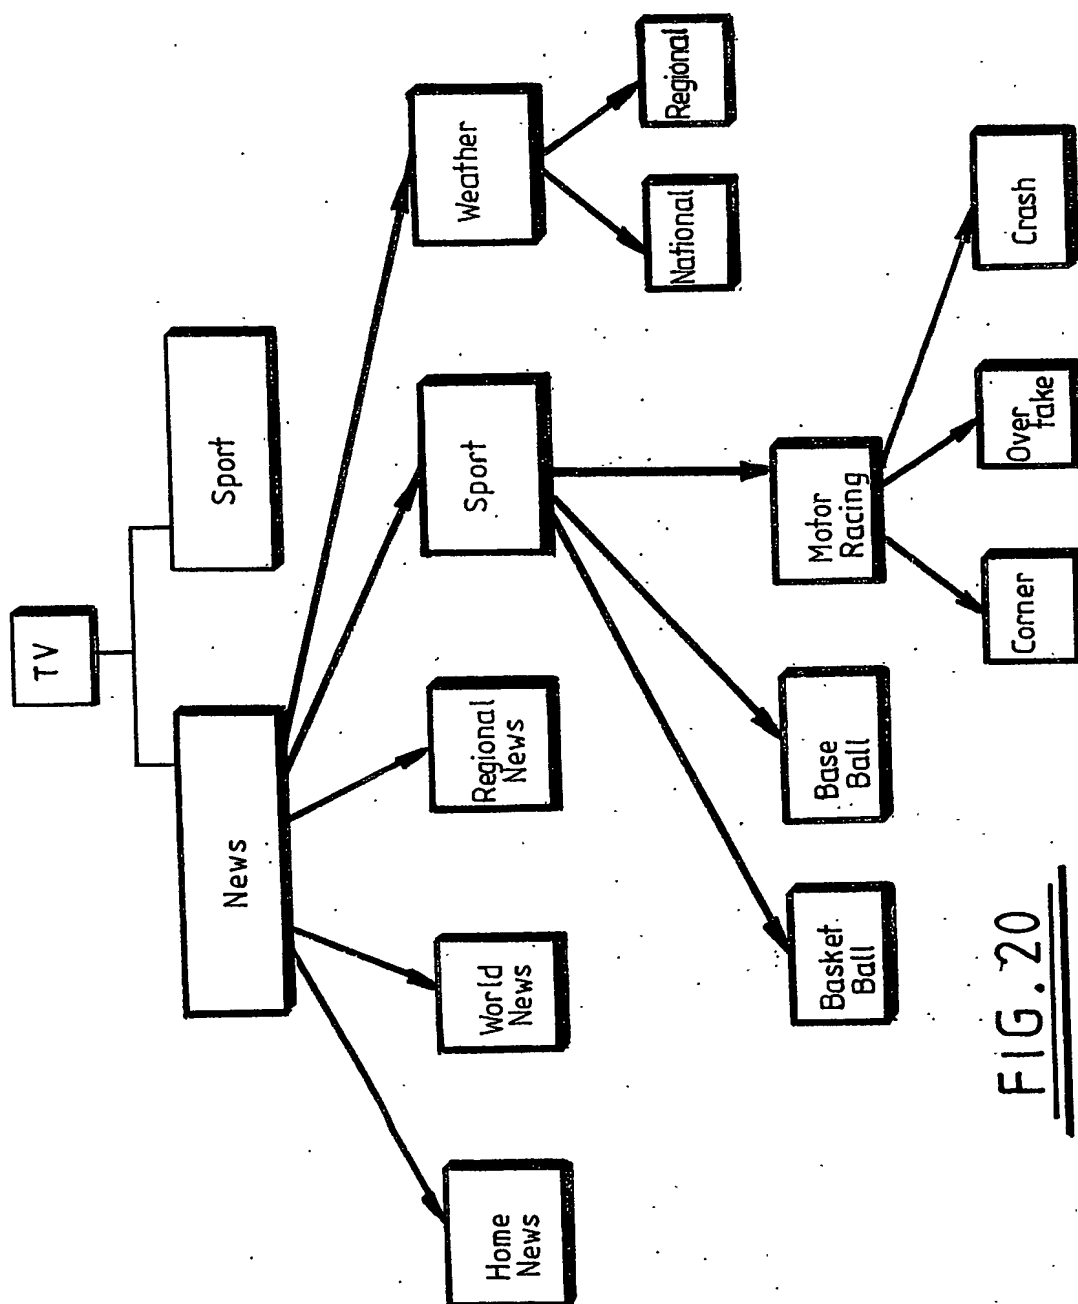 TV
News
Sport
Home
News
World
News
Regional
News
Sport
Weather
National
Regional
Basket
Ball
Base
Ball
Motor
Racing
Corner
Over
take
Crash
FIG. 20